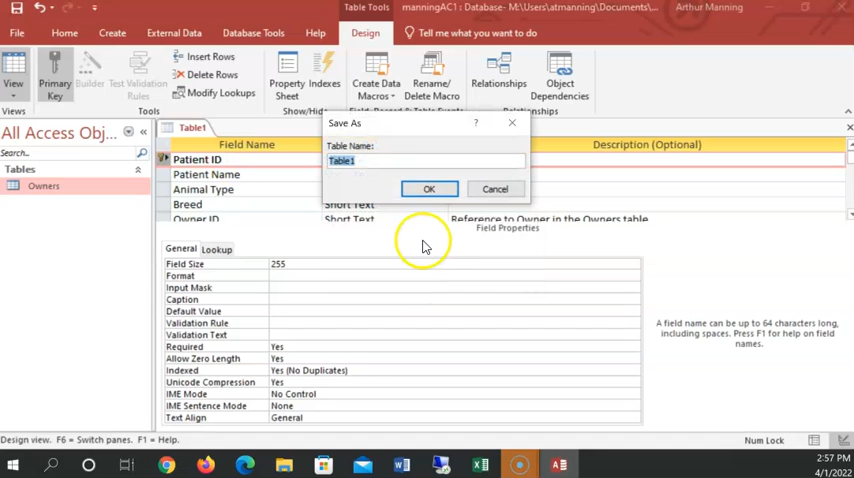 Table Tools
manningAC1 : Database- M:\Users\atmanning\Documents\...
Arthur Manning
File
Home
Create
External Data
Database Tools
Help
Design
Tell me what you want to do
View
Primary Key
Builder
Test Validation Rules
Insert Rows
Delete Rows
Modify Lookups
Property Sheet
Indexes
Create Data Macros
Rename/ Delete Macro
Relationships
Object Dependencies
Views
Tools
Show/Hide
Field, Record & Table Events
Relationships
All Access Obj...
Search...
Tables
Owners
Table1
Field Name
Description (Optional)
Patient ID
Patient Name
Animal Type
Breed
Short Text
Owner ID
Short Text
Reference to Owner in the Owners table
Save As
?
Table Name:
Table1
OK
Cancel
Field Properties
General
Lookup
Field Size
255
Format
Input Mask
Caption
Default Value
Validation Rule
Validation Text
Required
Yes
Allow Zero Length
Yes
Indexed
Yes (No Duplicates)
Unicode Compression
Yes
IME Mode
No Control
IME Sentence Mode
None
Text Align
General
A field name can be up to 64 characters long,
including spaces. Press F1 for help on field
names.
Design view. F6 = Switch panes. F1 = Help.
Num Lock
2:57 PM
4/1/2022